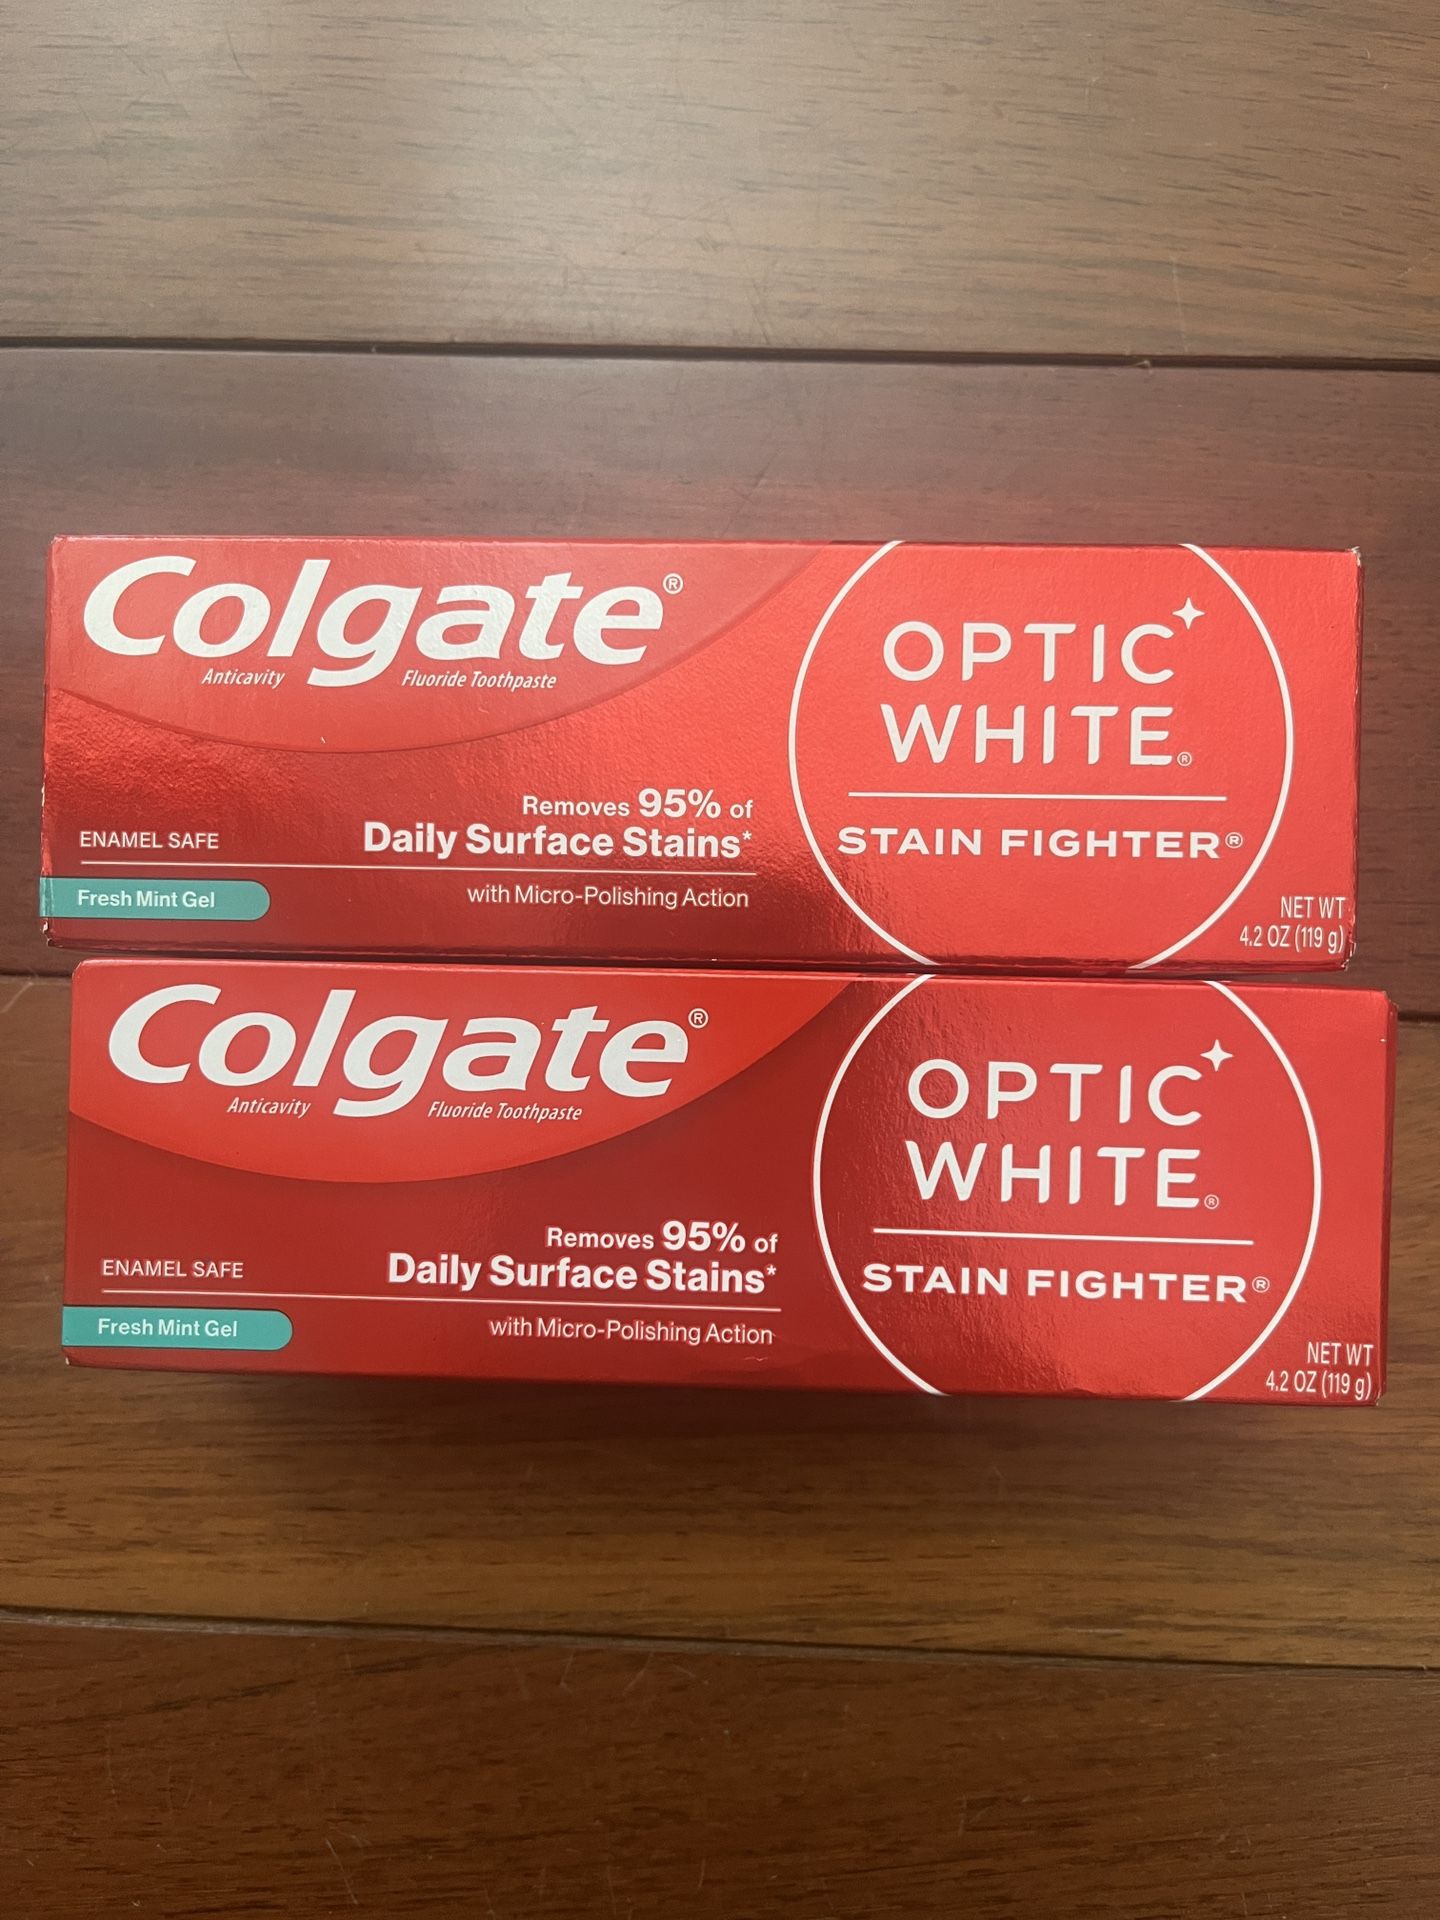 Colgate®
Anticavity Fluoride Toothpaste
OPTIC
WHITE®
STAIN FIGHTER®
Removes 95% of
Daily Surface Stains*
with Micro-Polishing Action
ENAMEL SAFE
Fresh Mint Gel
NET WT
4.2 OZ (119 g)
Colgate®
Anticavity Fluoride Toothpaste
OPTIC
WHITE®
STAIN FIGHTER®
Removes 95% of
Daily Surface Stains*
with Micro-Polishing Action
ENAMEL SAFE
Fresh Mint Gel
NET WT
4.2 OZ (119 g)